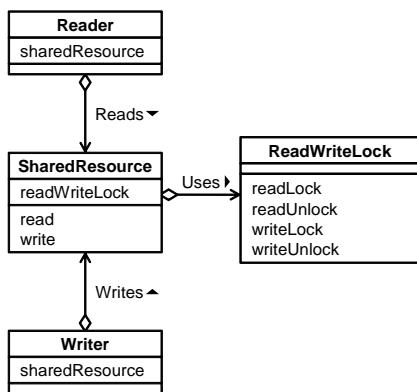 Reader
sharedResource
Reads
SharedResource
readWriteLock
read
write
Uses
ReadWriteLock
readLock
readUnlock
writeLock
writeUnlock
Writes
Writer
sharedResource